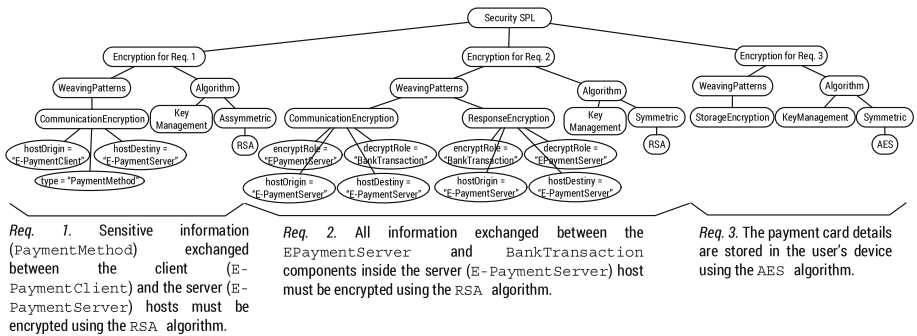 Security SPL
Encryption for Req. 1
Encryption for Req. 2
Encryption for Req. 3
WeavingPatterns
Algorithm
WeavingPatterns
Algorithm
WeavingPatterns
Algorithm
CommunicationEncryption
Key
Management
Assymmetric
CommunicationEncryption
ResponseEncryption
Key
Management
Symmetric
StorageEncryption
KeyManagement
Symmetric
hostOrigin =
"E-PaymentClient"
hostDestiny =
"E-PaymentServer"
type = "PaymentMethod"
RSA
encryptRole =
"EPaymentServer"
decryptRole=
"BankTransaction"
encryptRole=
"BankTransaction"
decryptRole=
"EPaymentServer"
RSA
AES
hostOrigin =
"E-PaymentServer"
hostDestiny =
"E-PaymentServer"
hostOrigin =
"E-PaymentServer"
hostDestiny =
"E-PaymentServer"
Req. 1. Sensitive information
(PaymentMethod) exchanged
between the client (E-
PaymentClient) and the server (E-
PaymentServer) hosts must be
encrypted using the RSA algorithm.
Req. 2. All information exchanged between the
EPaymentServer and BankTransaction
components inside the server (E-PaymentServer) host
must be encrypted using the RSA algorithm.
Req. 3. The payment card details
are stored in the user's device
using the AES algorithm.